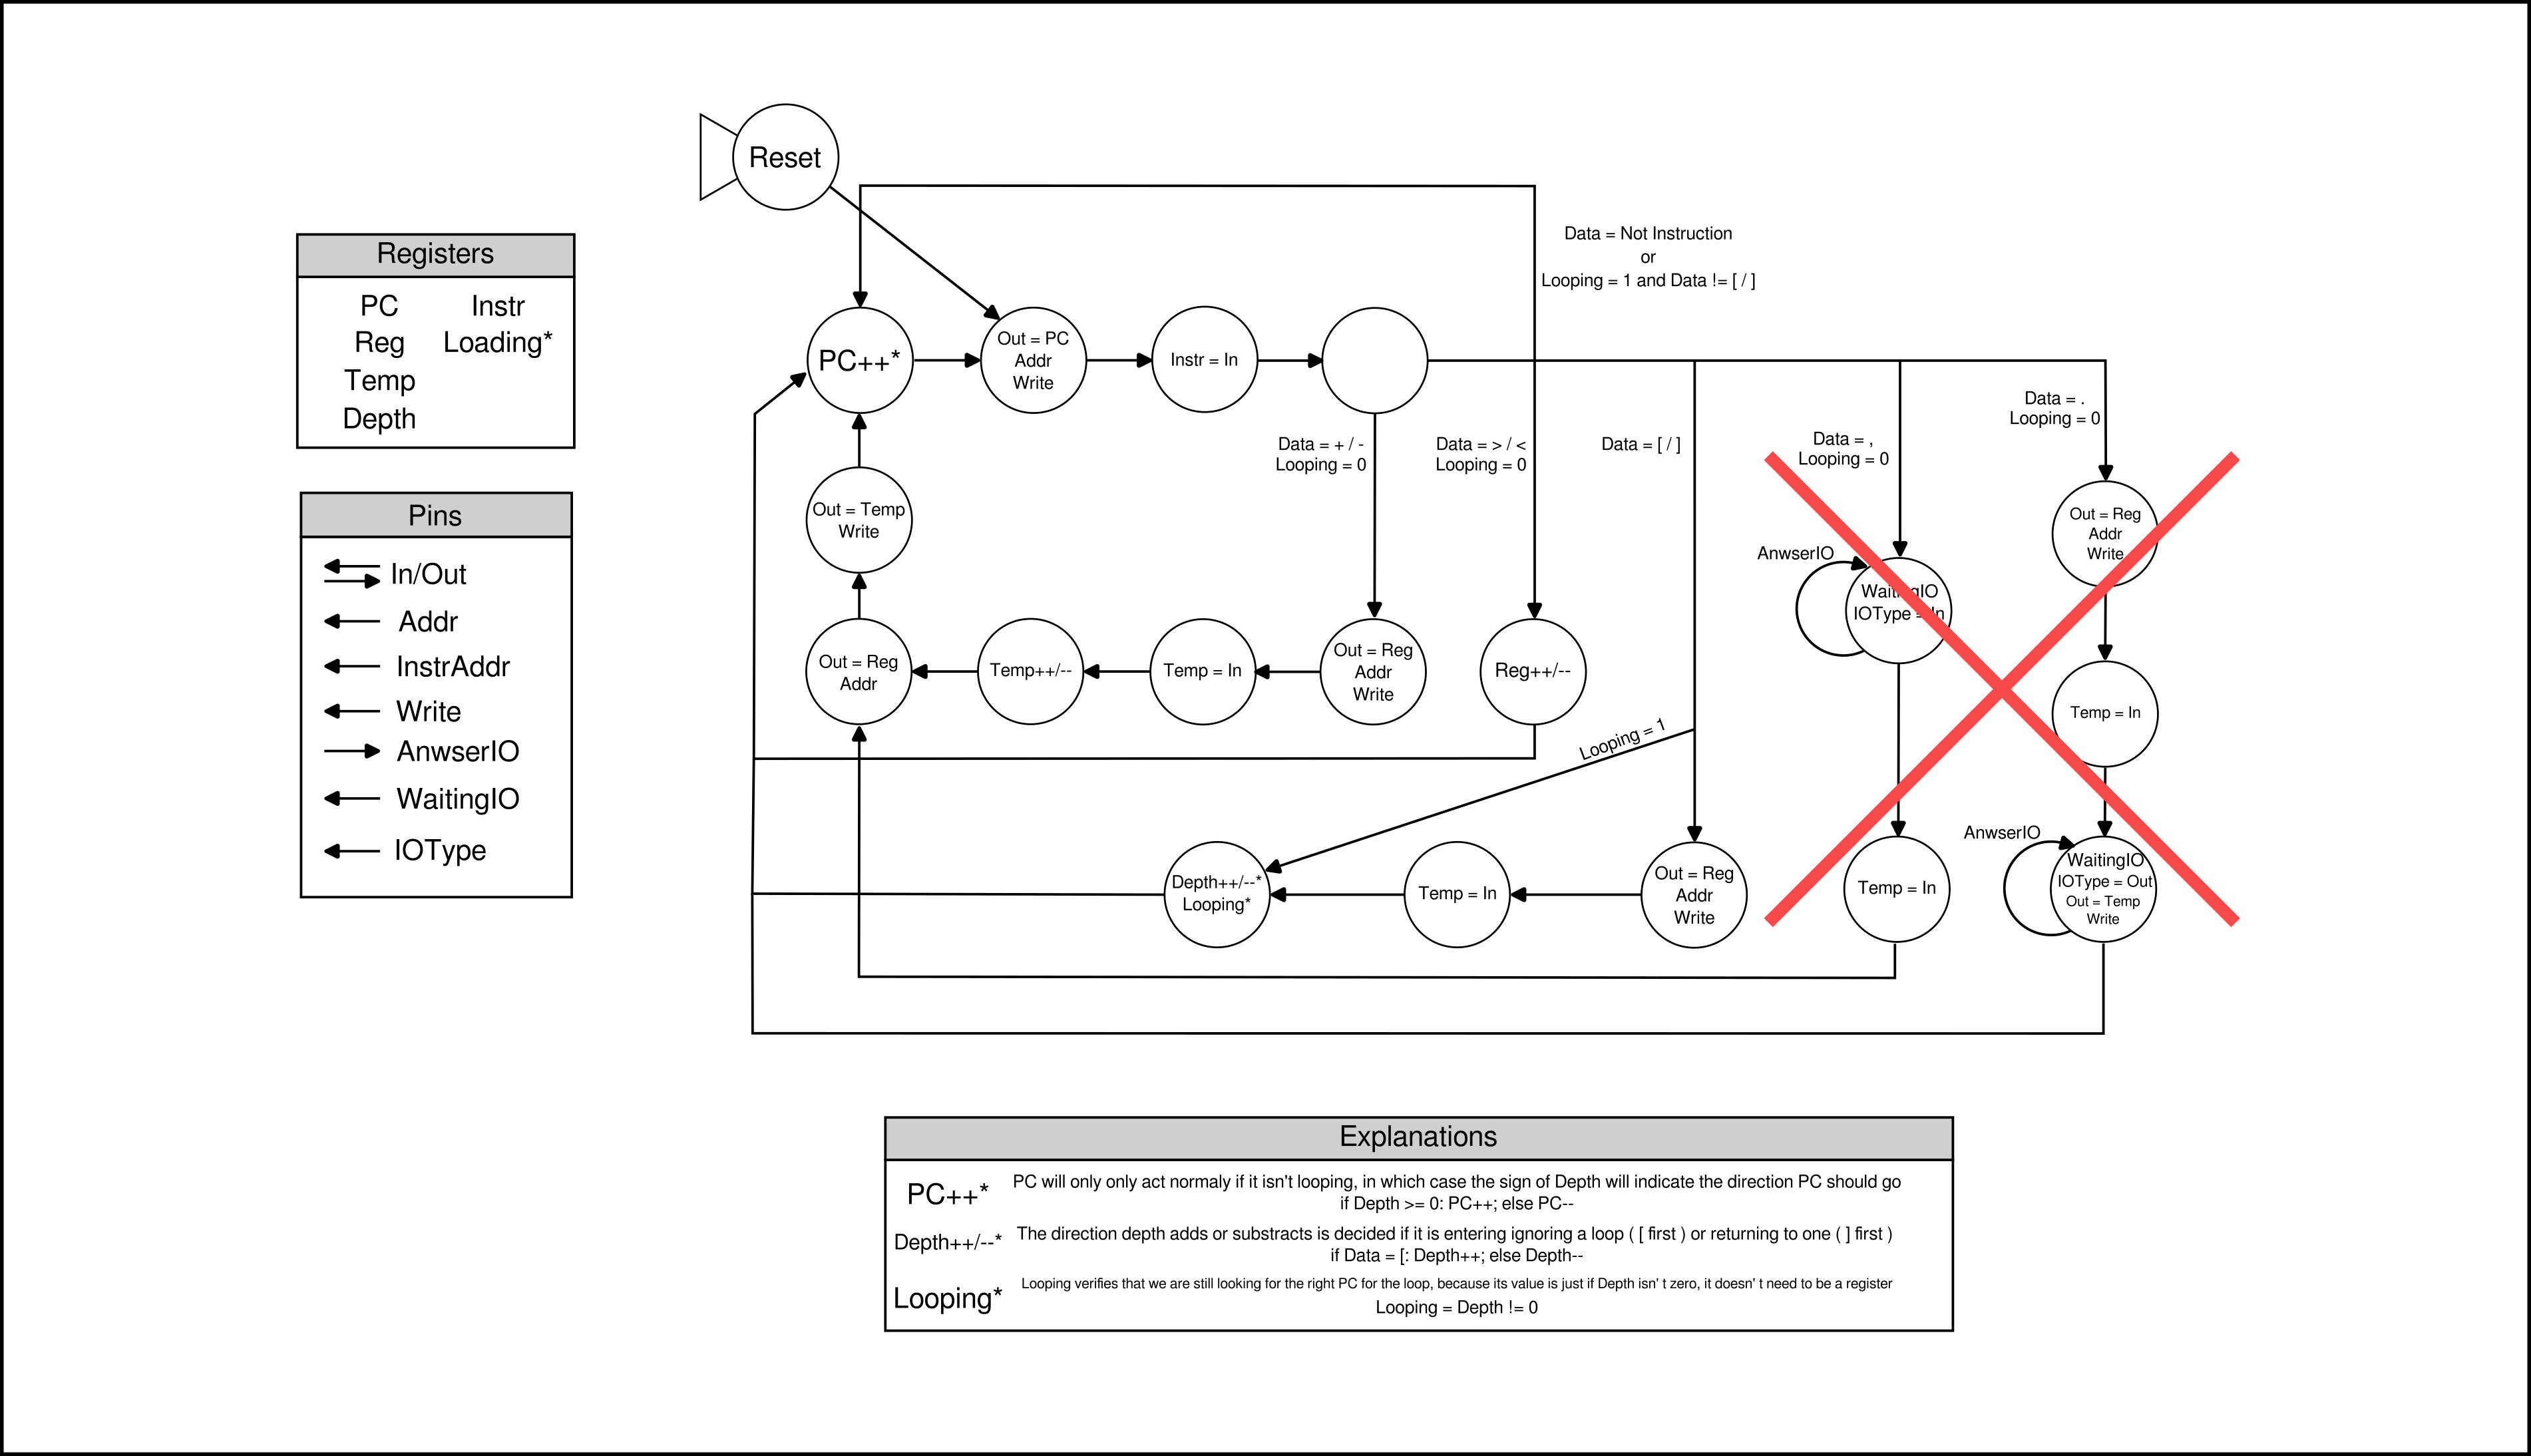 Reset
Registers
PC Instr
Reg Loading*
Temp
Depth
Pins
In/Out
Addr
InstrAddr
Write
AnwserIO
WaitingIO
IOType
Data = Not Instruction
or
Looping = 1 and Data != [ / ]
PC++*
Out = PC
Addr
Write
Instr = In
Data = + / -
Looping = 0
Data = > / <
Looping = 0
Data = [ / ]
Data = ,
Looping = 0
Data = .
Looping = 0
Out = Temp
Write
Out = Reg
Addr
Temp++/--
Temp = In
Out = Reg
Addr
Write
Reg++/--
AnwserIO
WaitingIO
IOType = In
Out = Reg
Addr
Write
Temp = In
Looping = 1
Depth++/--*
Looping*
Temp = In
Out = Reg
Addr
Write
Temp = In
AnwserIO
WaitingIO
IOType = Out
Out = Temp
Write
Explanations
PC++*
PC will only only act normaly if it isn't looping, in which case the sign of Depth will indicate the direction PC should go
if Depth >= 0: PC++; else PC--
Depth++/--*
The direction depth adds or substracts is decided if it is entering ignoring a loop ( [ first ) or returning to one ( ] first )
if Data = [: Depth++; else Depth--
Looping*
Looping verifies that we are still looking for the right PC for the loop, because its value is just if Depth isn' t zero, it doesn' t need to be a register
Looping = Depth != 0